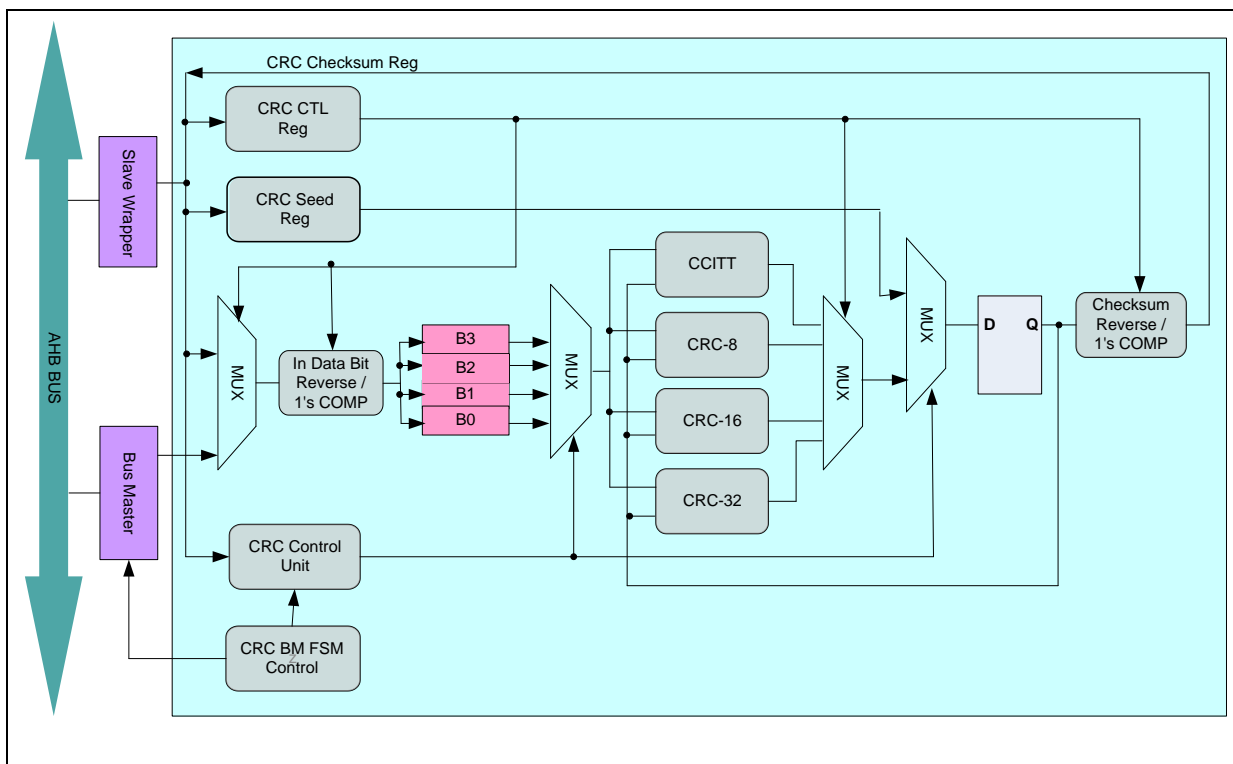 CRC Checksum Reg
CRC CTL
Reg
Slave Wrapper
CRC Seed
Reg
CCITT
MUX
D
Q
Checksum
Reverse /
1's COMP
AHB BUS
MUX
In Data Bit
Reverse /
1's COMP
B3
B2
B1
B0
MUX
CRC-8
MUX
CRC-16
CRC-32
Bus Master
CRC Control
Unit
CRC BM FSM
Control
z